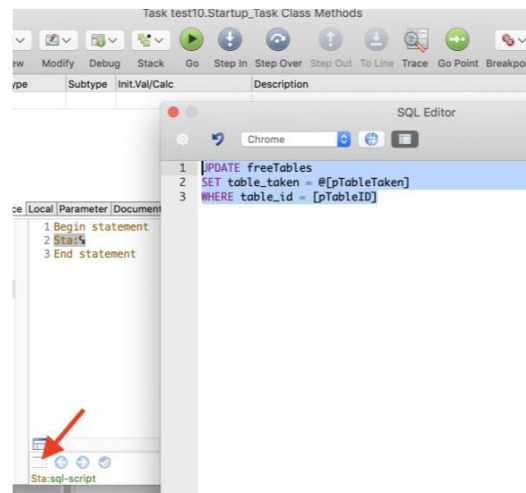 Task test10.Startup_Task Class Methods
Modify Debug Stack Go Step In Step Over Step Out To Line Trace Go Point Breakpo
Subtype Init.Val/Calc Description
SQL Editor
Chrome
1 UPDATE freeTables
2 SET table_taken = @[pTableTaken]
3 WHERE table_id = [pTableID]
Local Parameter Document
1 Begin statement
2 Sta:
3 End statement
Sta:sql-script